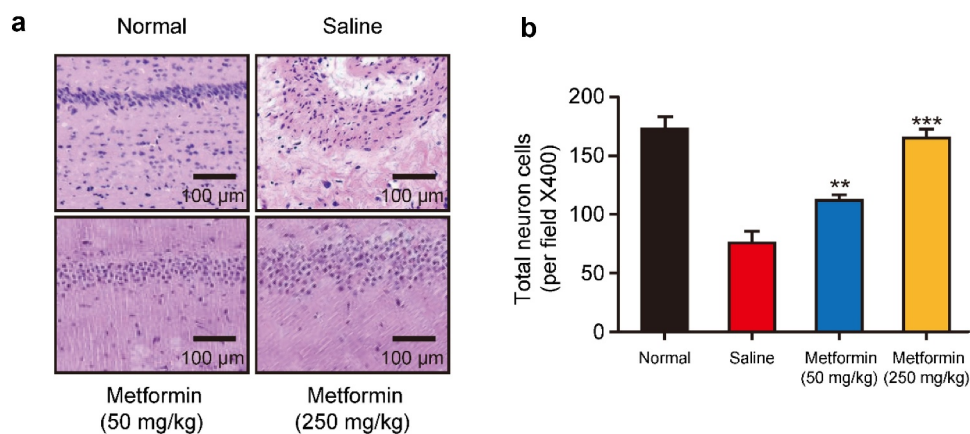 a
Normal
Saline
100 µm
100 µm
100 µm
100 µm
Metformin
(50 mg/kg)
Metformin
(250 mg/kg)
b
Total neuron cells
(per field X400)
200
150
100
50
0
**
***
Normal
Saline
Metformin
(50 mg/kg)
Metformin
(250 mg/kg)